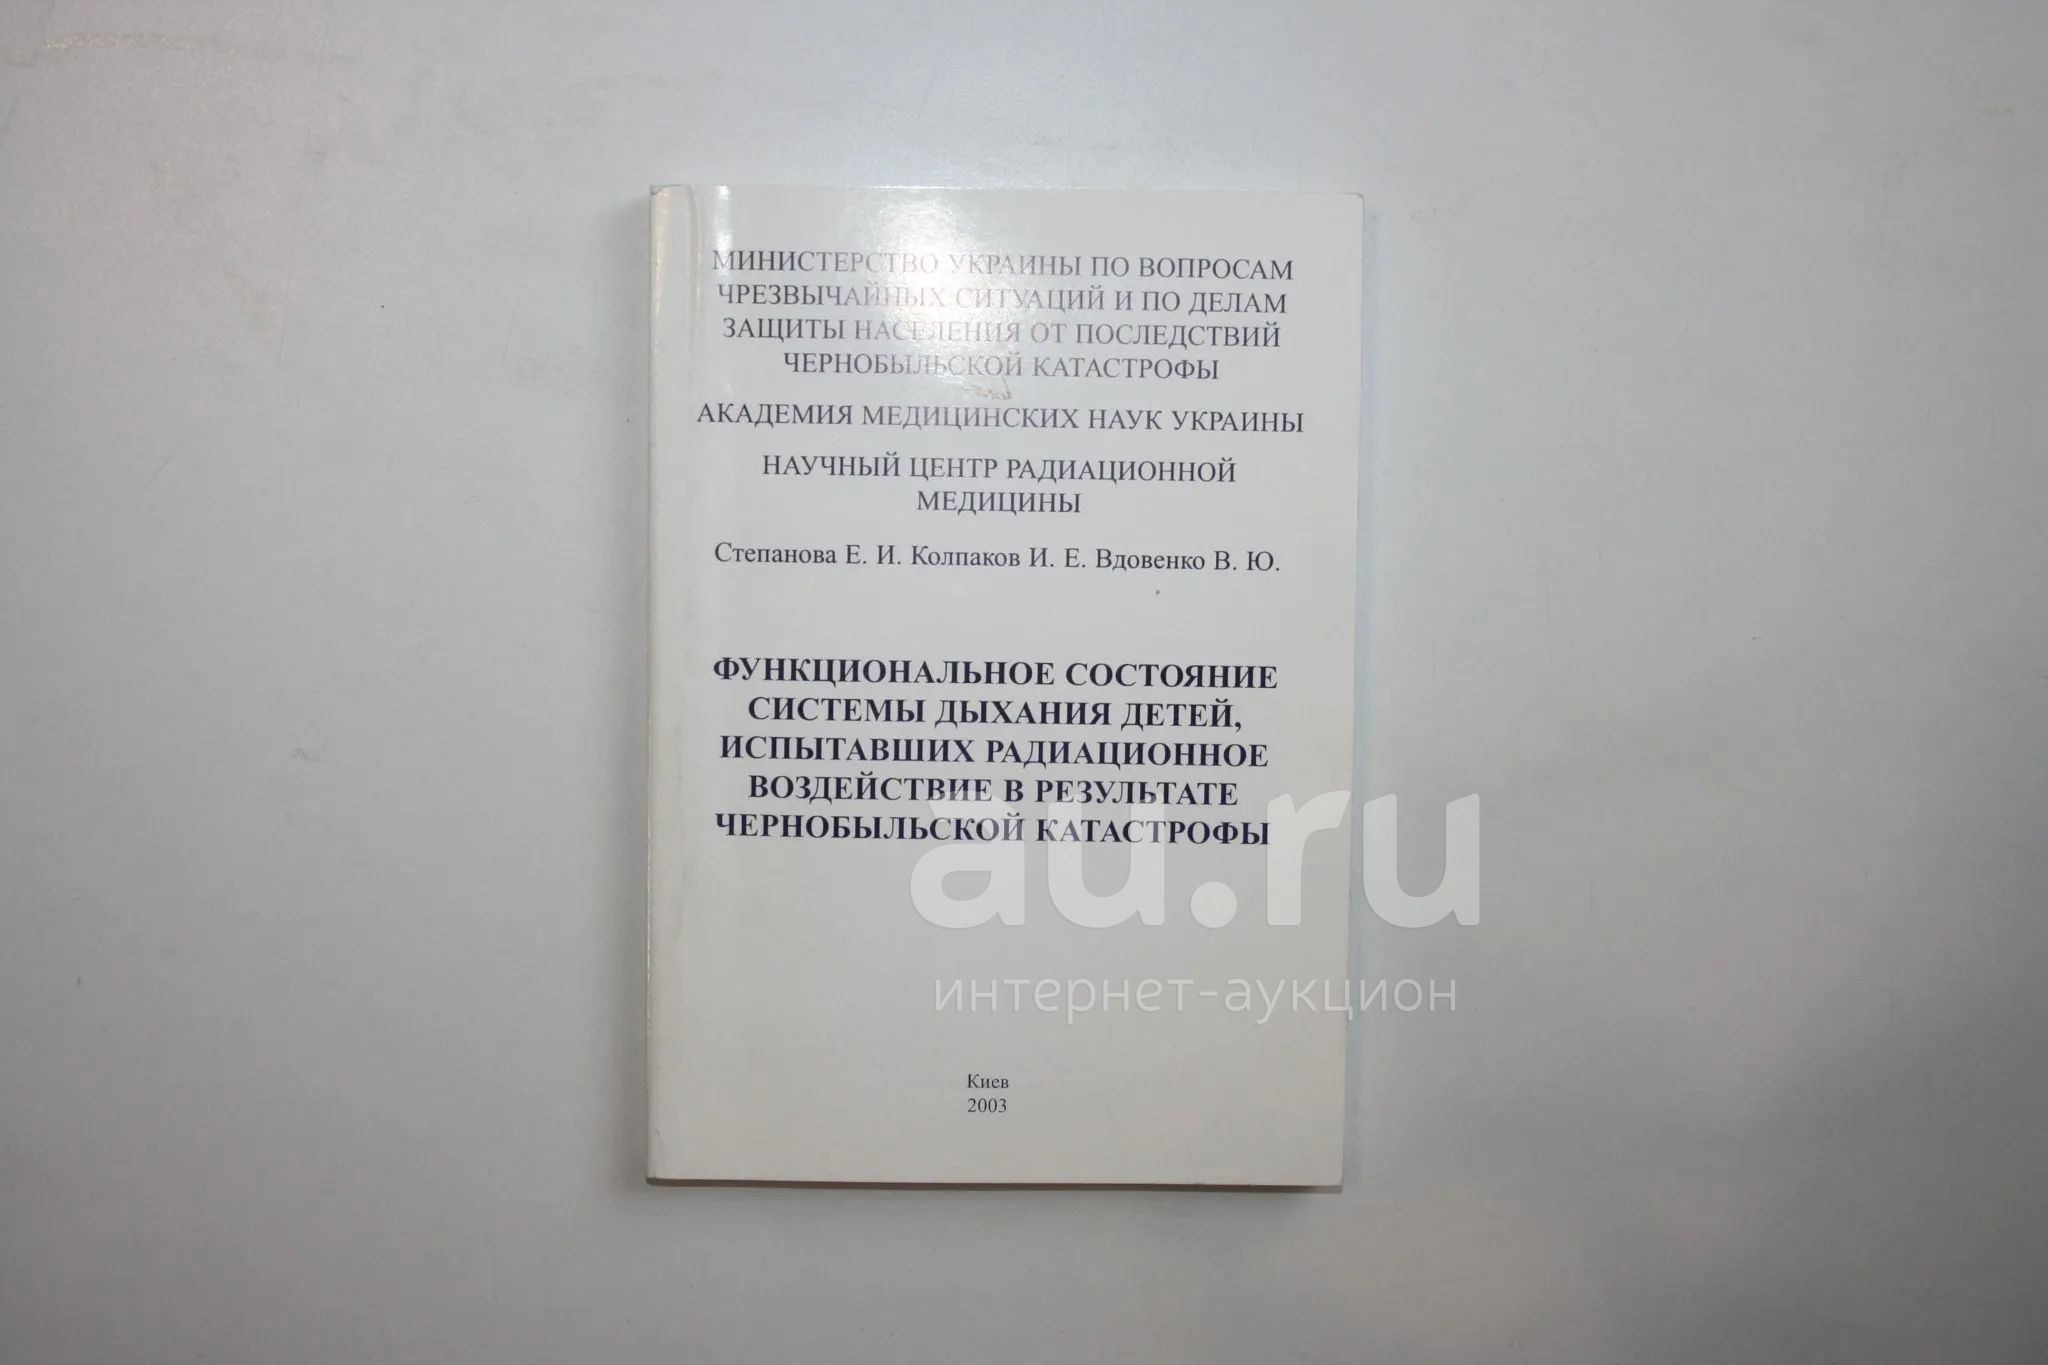 МИНИСТЕРСТВО УКРАИНЫ ПО ВОПРОСАМ
ЧРЕЗВЫЧАЙНЫХ СИТУАЦИЙ И ПО ДЕЛАМ
ЗАЩИТЫ НАСЕЛЕНИЯ ОТ ПОСЛЕДСТВИЙ
ЧЕРНОБЫЛЬСКОЙ КАТАСТРОФЫ
АКАДЕМИЯ МЕДИЦИНСКИХ НАУК УКРАИНЫ
НАУЧНЫЙ ЦЕНТР РАДИАЦИОННОЙ
МЕДИЦИНЫ
Степанова Е. И. Колпаков И. Е. Вдовенко В. Ю.
ФУНКЦИОНАЛЬНОЕ СОСТОЯНИЕ
СИСТЕМЫ ДЫХАНИЯ ДЕТЕЙ,
ИСПЫТАВШИХ РАДИАЦИОННОЕ
ВОЗДЕЙСТВИЕ В РЕЗУЛЬТАТЕ
ЧЕРНОБЫЛЬСКОЙ КАТАСТРОФЫ
au.ru
интернет-аукцион
Киев
2003